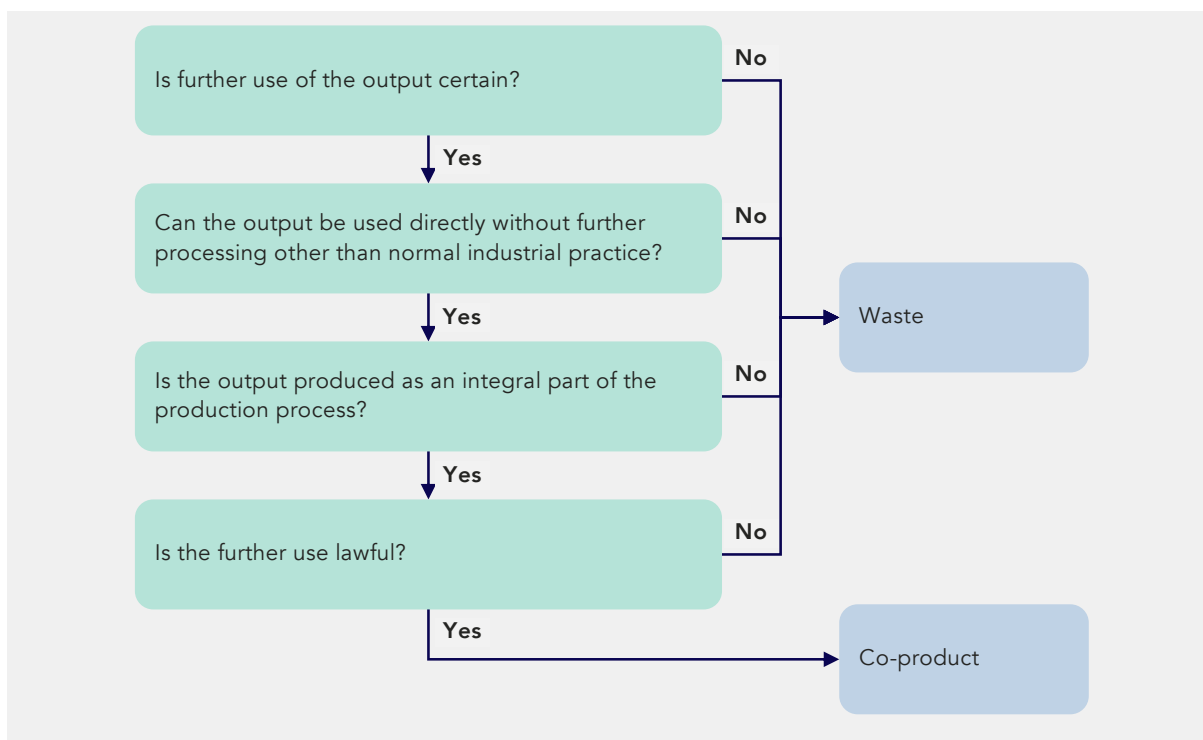 No
Is further use of the output certain?
Yes
No
Can the output be used directly without further
processing other than normal industrial practice?
Waste
Yes
No
Is the output produced as an integral part of the
production process?
Yes
No
Is the further use lawful?
Yes
Co-product